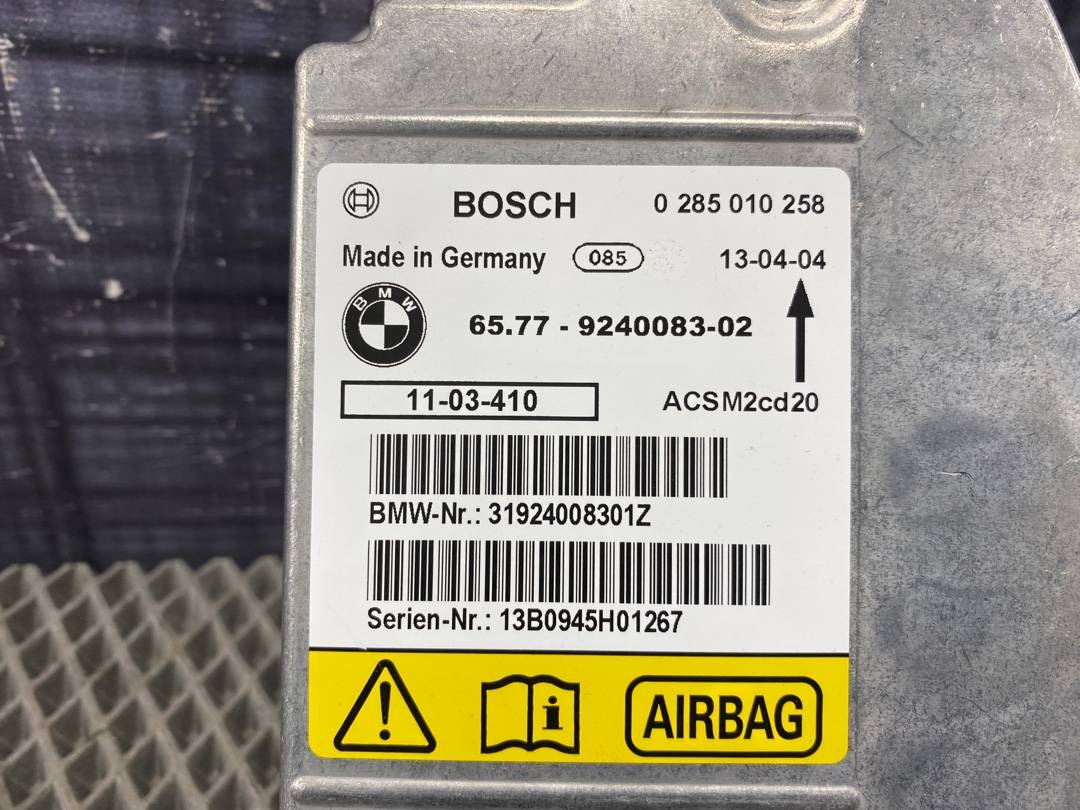 BOSCH 0 285 010 258
Made in Germany 085 13-04-04
BMW 65.77 - 9240083-02
11-03-410 ACSM2cd20
BMW-Nr.: 31924008301Z
Serien-Nr.: 13B0945H01267
! i AIRBAG